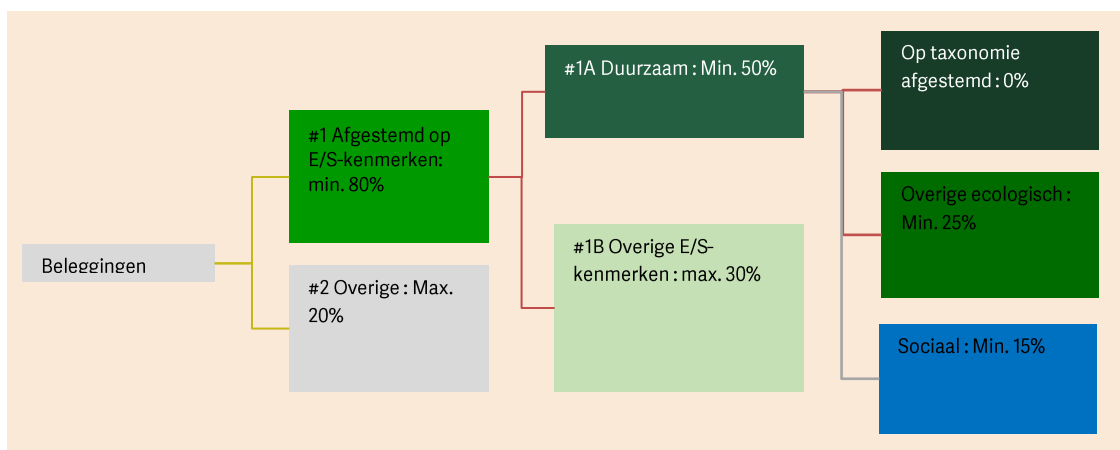 Beleggingen
#1 Afgestemd op
E/S-kenmerken:
min. 80%
#2 Overige : Max.
20%
#1A Duurzaam : Min. 50%
#1B Overige E/S-
kenmerken : max. 30%
Op taxonomie
afgestemd : 0%
Overige ecologisch :
Min. 25%
Sociaal : Min. 15%